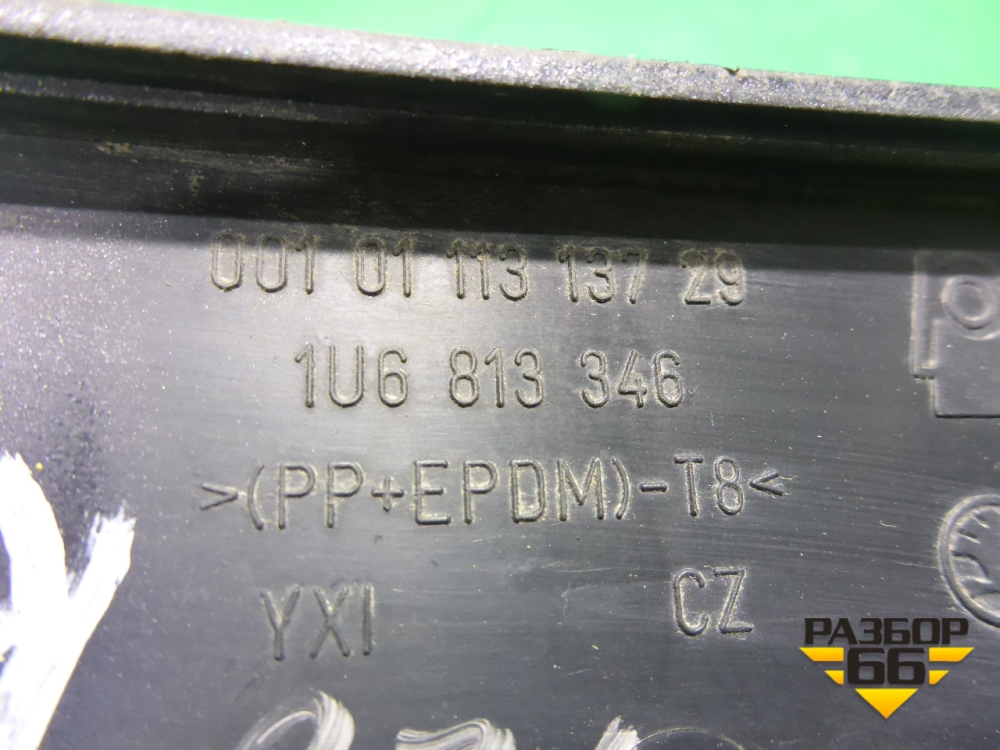 001 01 113 137 29
1U6 813 346
>(PP+EPDM)-T8<
YXI CZ
РАЗБОР
66